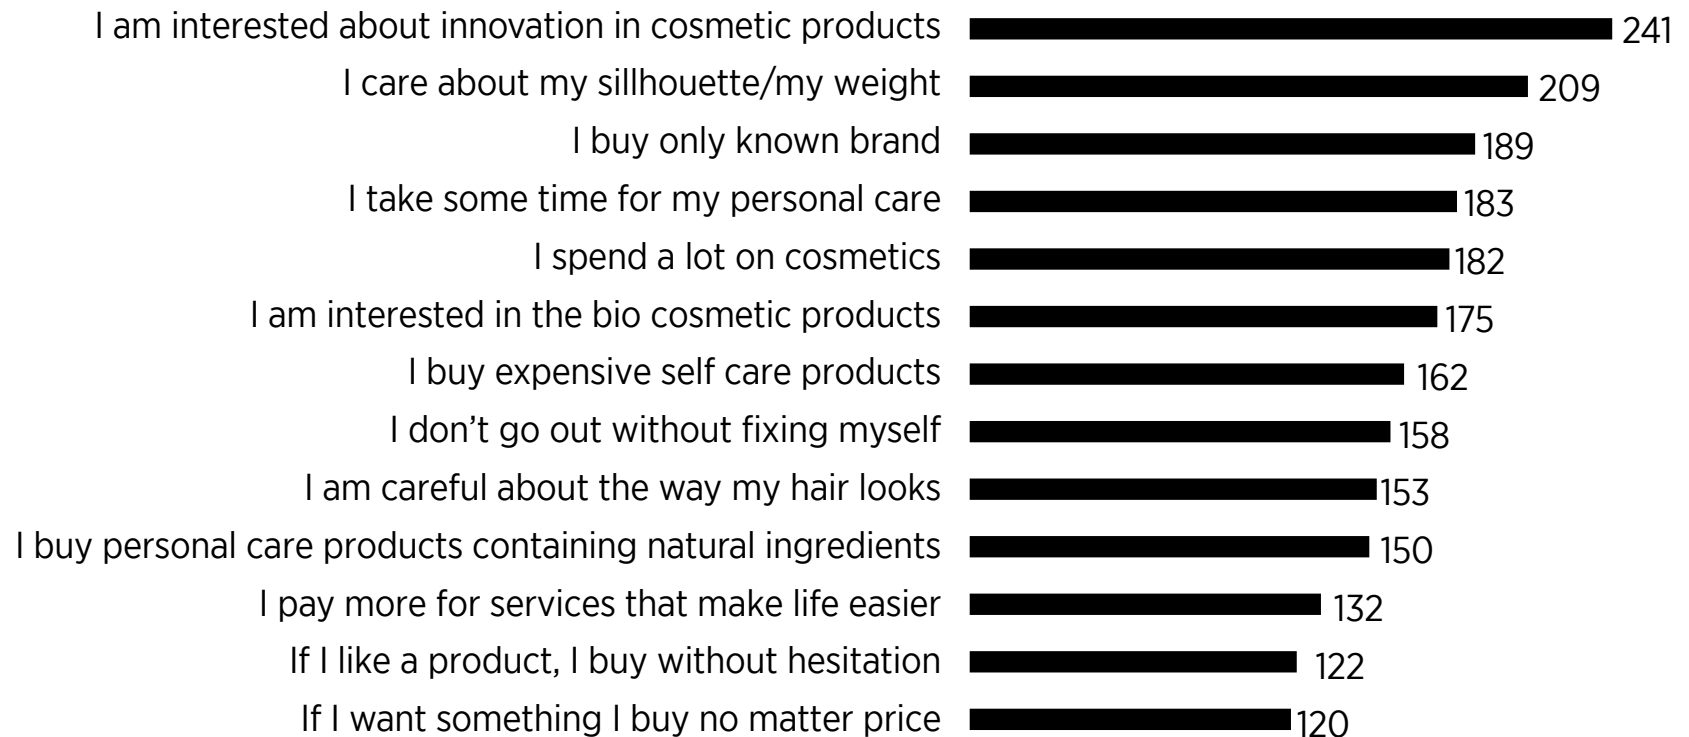 I am interested about innovation in cosmetic products 241
I care about my sillhouette/my weight 209
I buy only known brand 189
I take some time for my personal care 183
I spend a lot on cosmetics 182
I am interested in the bio cosmetic products 175
I buy expensive self care products 162
I don’t go out without fixing myself 158
I am careful about the way my hair looks 153
I buy personal care products containing natural ingredients 150
I pay more for services that make life easier 132
If I like a product, I buy without hesitation 122
If I want something I buy no matter price 120